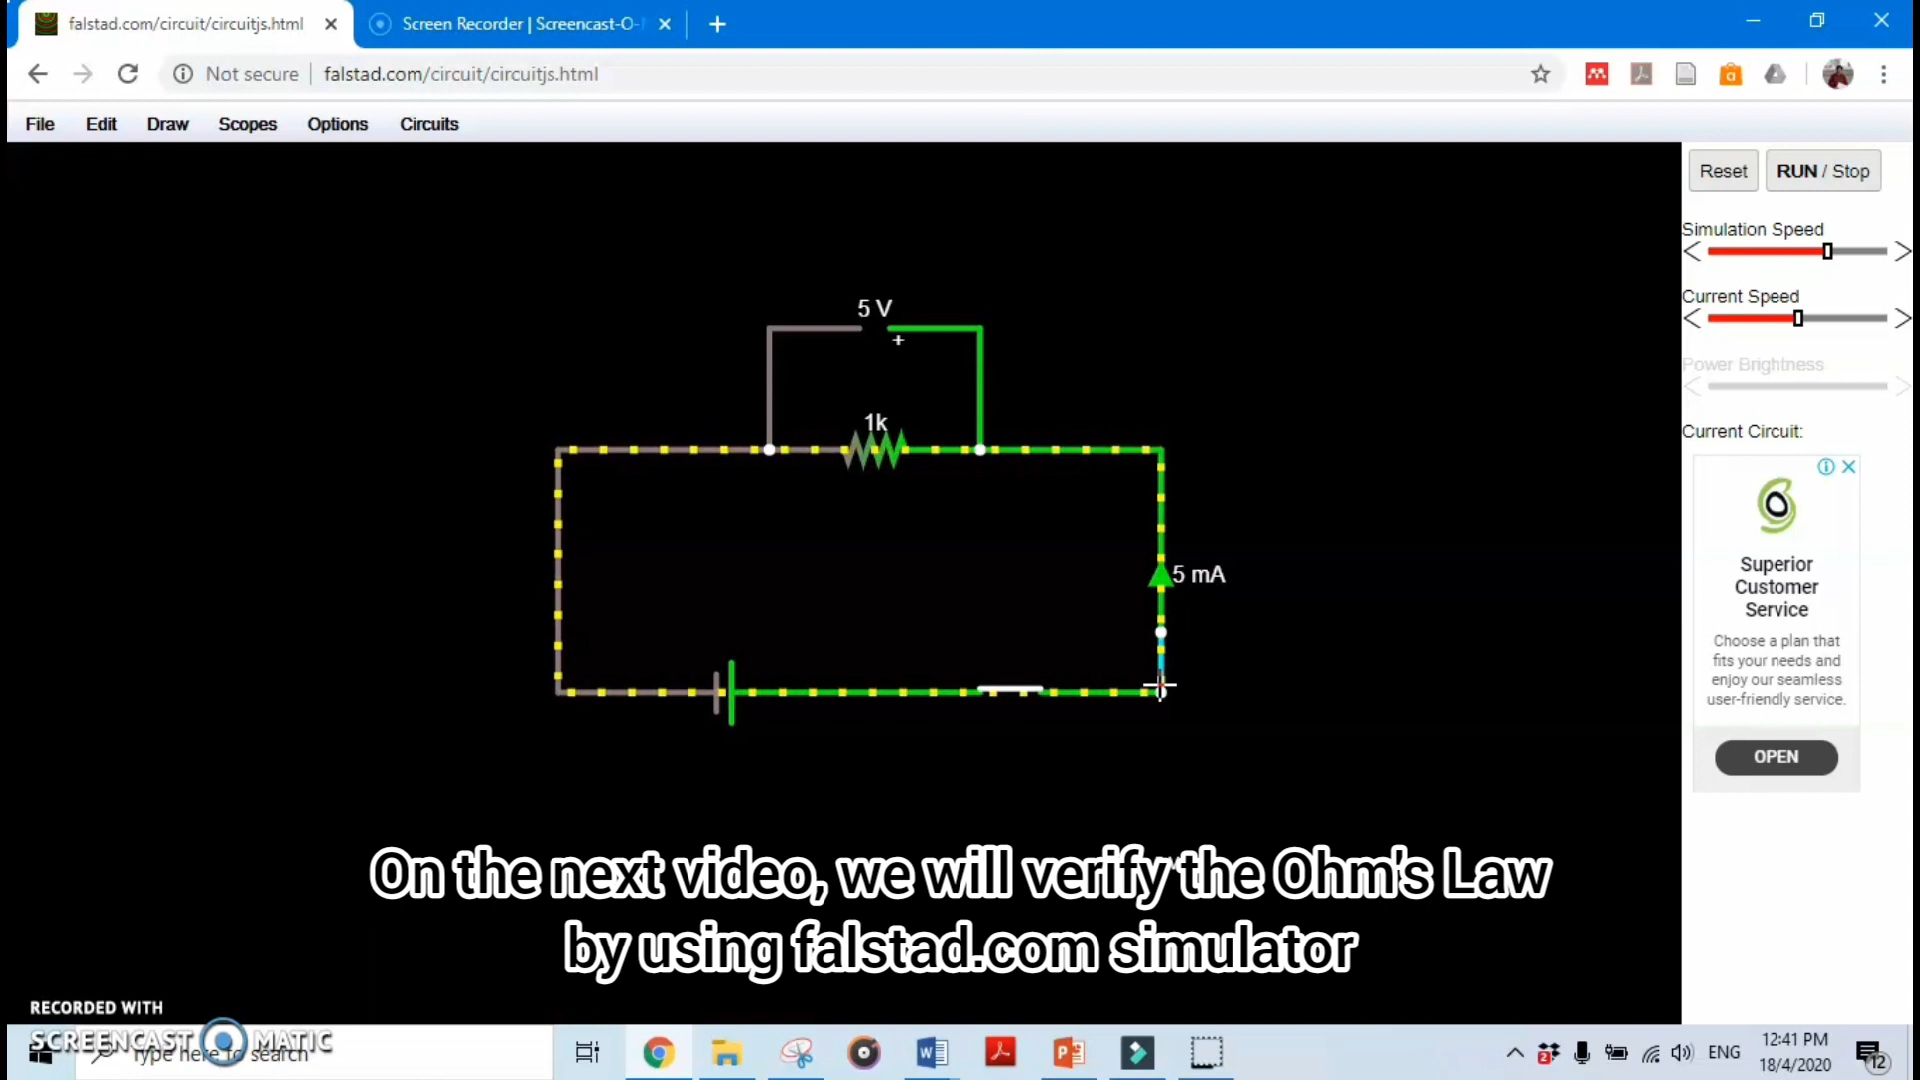 falstad.com/circuit/circuitjs.html
Screen Recorder | Screencast-O-
Not secure
falstad.com/circuit/circuitjs.html
File Edit Draw Scopes Options Circuits
Reset RUN / Stop
Simulation Speed
Current Speed
Power Brightness
Current Circuit:
5 V
+
1k
5 mA
Superior
Customer
Service
Choose a plan that
fits your needs and
enjoy our seamless
user-friendly service.
OPEN
On the next video, we will verify the Ohm's Law
by using falstad.com simulator
RECORDED WITH
SCREENCAST MATIC
Type here to search
ENG
12:41 PM
18/4/2020
12